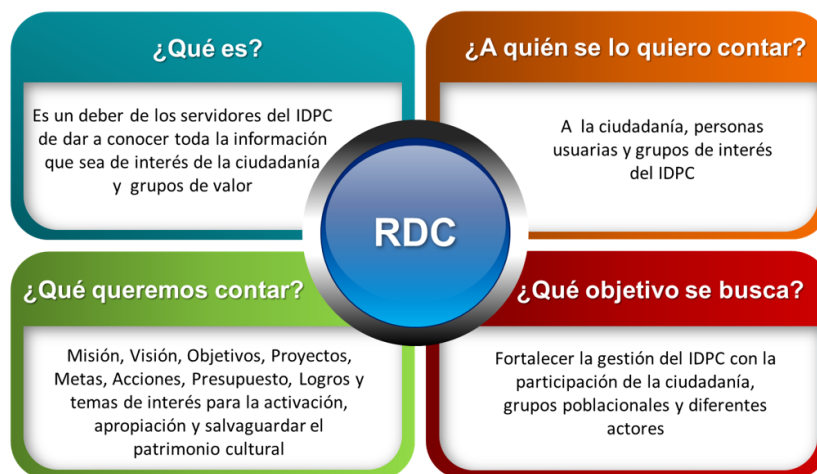 ¿Qué es?
Es un deber de los servidores del IDPC
de dar a conocer toda la información
que sea de interés de la ciudadanía
y grupos de valor
¿A quién se lo quiero contar?
A la ciudadanía, personas
usuarias y grupos de interés
del IDPC
RDC
¿Qué queremos contar?
Misión, Visión, Objetivos, Proyectos,
Metas, Acciones, Presupuesto, Logros y
temas de interés para la activación,
apropiación y salvaguardar el
patrimonio cultural
¿Qué objetivo se busca?
Fortalecer la gestión del IDPC con la
participación de la ciudadanía,
grupos poblacionales y diferentes
actores